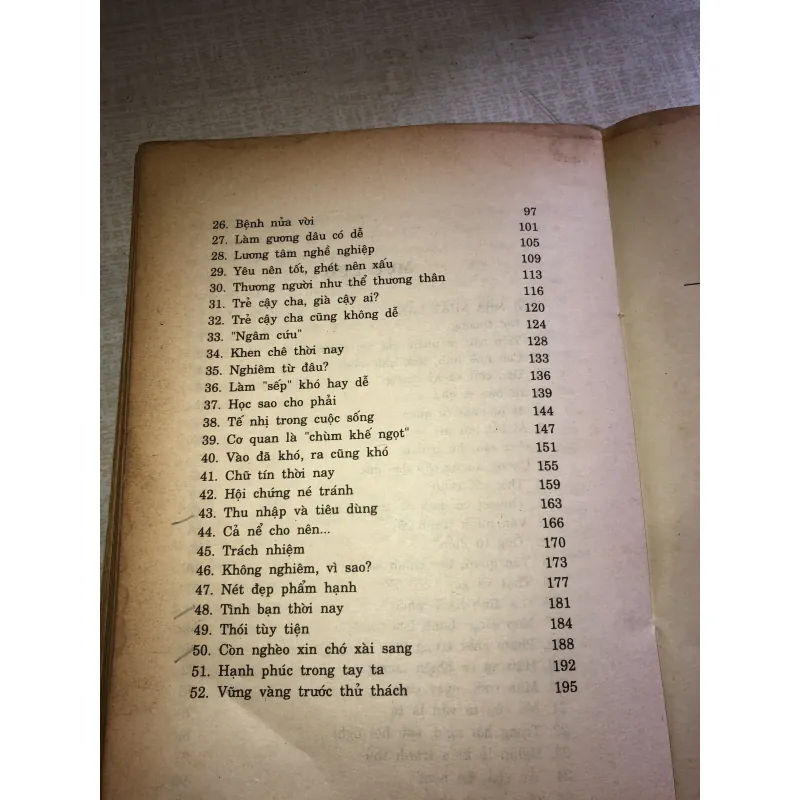 26. Bệnh nửa vời 97
27. Làm gương dâu có dễ 101
28. Lương tâm nghề nghiệp 105
29. Yêu nên tốt, ghét nên xấu 109
30. Thương người như thể thương thân 113
31. Trẻ cậy cha, già cậy ai? 116
32. Trẻ cậy cha cũng không dễ 120
33. "Ngâm cứu" 124
34. Khen chê thời nay 128
35. Nghiêm từ đâu? 133
36. Làm "sếp" khó hay dễ 136
37. Học sao cho phải 139
38. Tế nhị trong cuộc sống 144
39. Cơ quan là "chùm khế ngọt" 147
40. Vào đã khó, ra cũng khó 151
41. Chữ tín thời nay 155
42. Hội chứng né tránh 159
43. Thu nhập và tiêu dùng 163
44. Cả nể cho nên... 166
45. Trách nhiệm 170
46. Không nghiêm, vì sao? 173
47. Nét đẹp phẩm hạnh 177
48. Tình bạn thời nay 181
49. Thói tùy tiện 184
50. Còn nghèo xin chớ xài sang 188
51. Hạnh phúc trong tay ta 192
52. Vững vàng trước thử thách 195